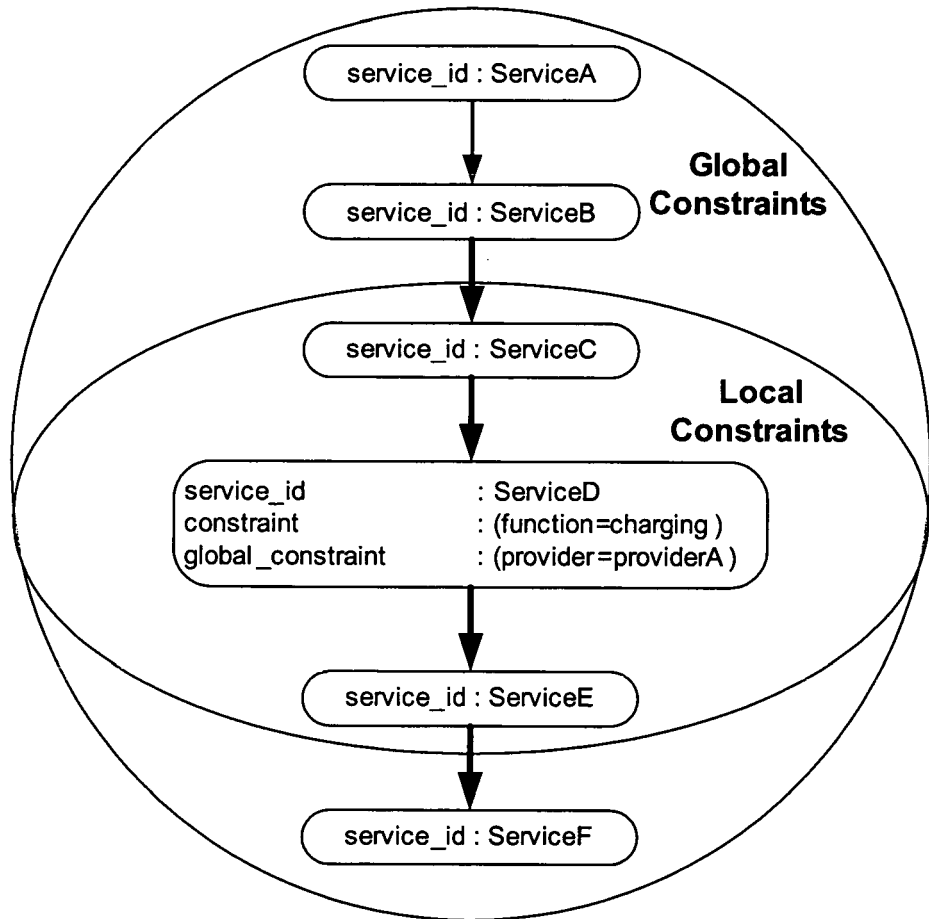 service_id : ServiceA
Global
Constraints
service_id : ServiceB
service_id : ServiceC
Local
Constraints
service_id : ServiceD
constraint : (function=charging)
global_constraint : (provider=providerA)
service_id : ServiceE
service_id : ServiceF